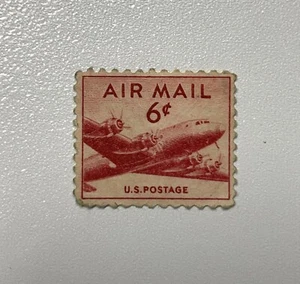 AIR MAIL
6¢
U.S. POSTAGE